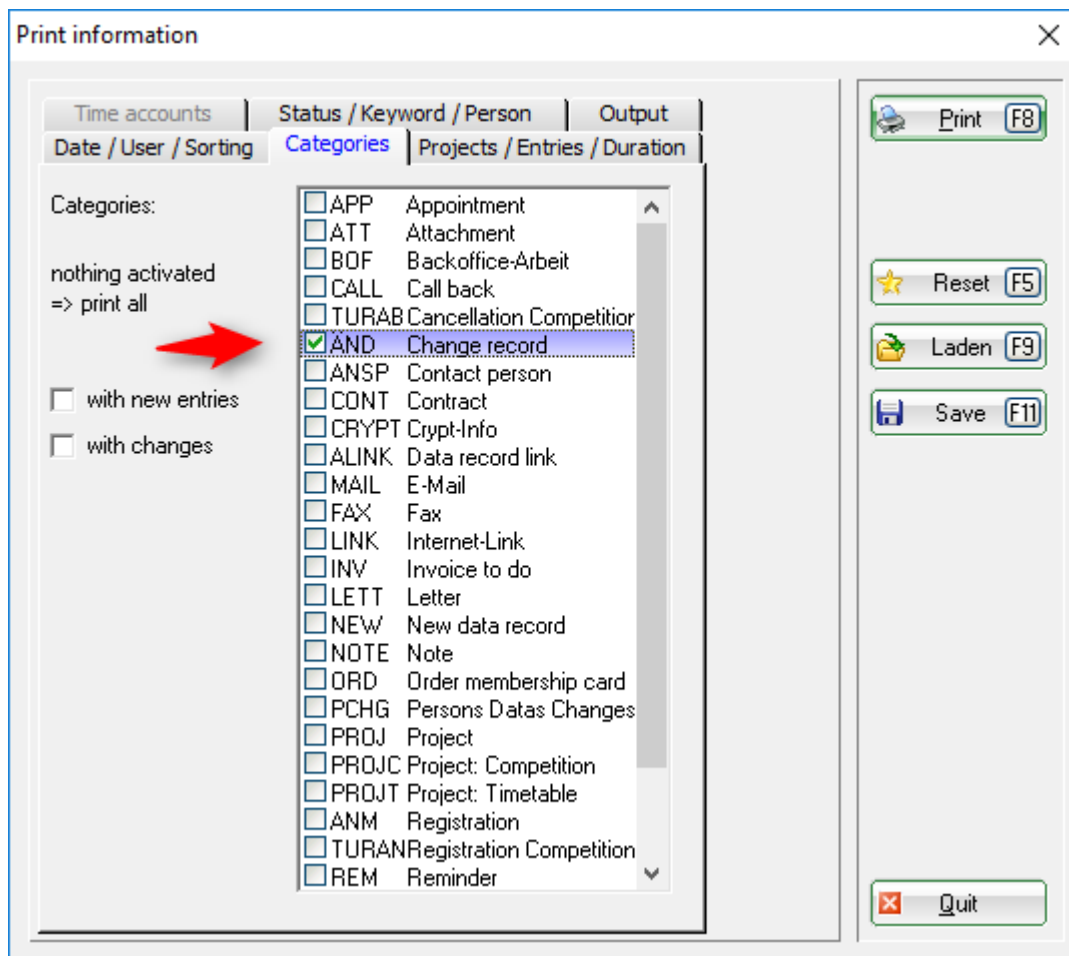 Print information
Time accounts
Status / Keyword / Person
Output
Date / User / Sorting
Categories
Projects / Entries / Duration
Categories:
nothing activated
=> print all
with new entries
with changes
APP Appointment
ATT Attachment
BOF Backoffice-Arbeit
CALL Call back
TURAB Cancellation Competition
ÄND Change record
ANSP Contact person
CONT Contract
CRYPT Crypt-Info
ALINK Data record link
MAIL E-Mail
FAX Fax
LINK Internet-Link
INV Invoice to do
LETT Letter
NEW New data record
NOTE Note
ORD Order membership card
PCHG Persons Datas Changes
PROJ Project
PROJC Project: Competition
PROJT Project: Timetable
ANM Registration
TURAN Registration Competition
REM Reminder
Print F8
Reset F5
Laden F9
Save F11
Quit